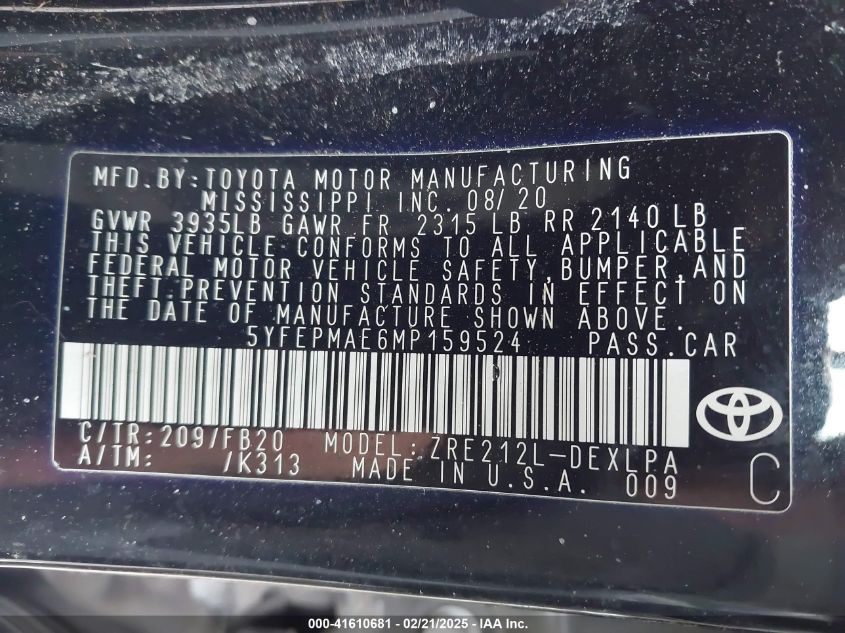 MFD.BY:TOYOTA MOTOR MANUFACTURING
MISSISSIPPI, INC. 08/20
GVWR 3935LB GAWR FR 2315 LB RR 2140 LB
THIS VEHICLE CONFORMS TO ALL APPLICABLE
FEDERAL MOTOR VEHICLE SAFETY,BUMPER,AND
THEFT PREVENTION STANDARDS IN EFFECT ON
THE DATE OF MANUFACTURE SHOWN ABOVE.
5YFEPMAE6MP159524 PASS.CAR
C/TR:209/FB20 MODEL:ZRE212L-DEXLPA
A/TM: /K313 MADE IN U.S.A. 009
C
000-41610681 - 02/21/2025 - IAA Inc.